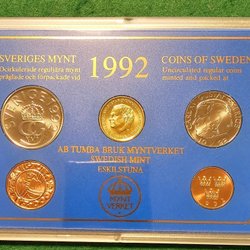 SVERIGES MYNT
Ocirkulerade reguljära mynt
präglade och förpackade vid
1992
COINS OF SWEDEN
Uncirculated regular coins
minted and packed at
AB TUMBA BRUK MYNTVERKET
SWEDISH MINT
ESKILSTUNA
MYNT
VERKET